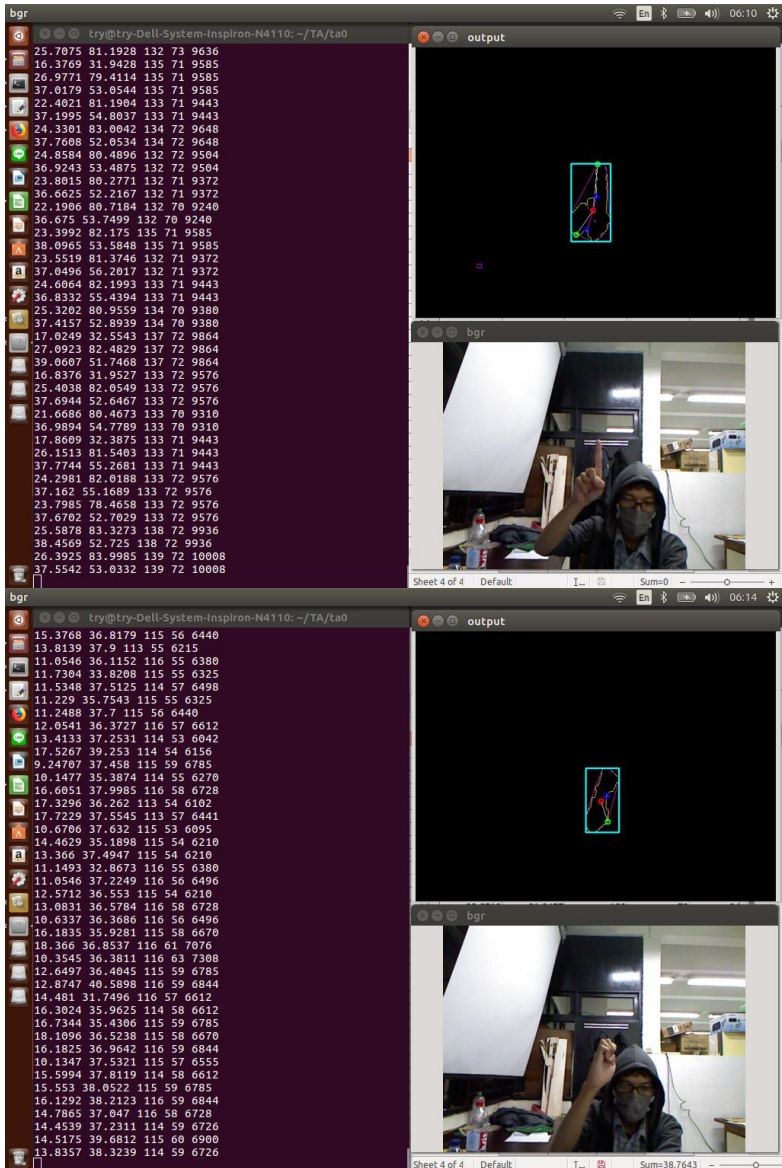 bgr
En
06:10
try@try-Dell-System-Inspiron-N4110: ~/TA/ta0
25.7075 81.1928 132 73 9636
16.3769 31.9428 135 71 9585
26.9771 79.4114 135 71 9585
37.0179 53.0544 135 71 9585
22.4021 81.1904 133 71 9443
37.1995 54.8037 133 71 9443
24.3301 83.0042 134 72 9648
37.7608 52.0534 134 72 9648
24.8584 80.4896 132 72 9504
36.9243 53.4875 132 72 9504
23.8015 80.2771 132 71 9372
36.6625 52.2167 132 71 9372
22.1906 80.7184 132 70 9240
36.675 53.7499 132 70 9240
23.3992 82.175 135 71 9585
38.0965 53.5848 135 71 9585
23.5519 81.3746 132 71 9372
37.0496 56.2017 132 71 9372
24.6064 82.1993 133 71 9443
36.8332 55.4394 133 71 9443
25.3202 80.9559 134 70 9380
37.4157 52.8939 134 70 9380
17.0249 32.5543 137 72 9864
27.0923 82.4829 137 72 9864
39.0607 51.7468 137 72 9864
16.8376 31.9527 133 72 9576
25.4038 82.0549 133 72 9576
37.6944 52.6467 133 72 9576
21.6686 80.4673 133 70 9310
36.9894 54.7789 133 70 9310
17.8609 32.3875 133 71 9443
26.1513 81.5403 133 71 9443
37.7744 55.2681 133 71 9443
24.2981 82.0188 133 72 9576
37.162 55.1689 133 72 9576
23.7985 78.4658 133 72 9576
37.6702 52.7029 133 72 9576
25.5878 83.3273 138 72 9936
38.4569 52.725 138 72 9936
26.3925 83.9985 139 72 10008
37.5542 53.0332 139 72 10008
output
bgr
Sheet 4 of 4 Default Sum=0
bgr
En
06:14
try@try-Dell-System-Inspiron-N4110: ~/TA/ta0
15.3768 36.8179 115 56 6440
13.8139 37.9 113 55 6215
11.0546 36.1152 116 55 6380
11.7304 33.8208 115 55 6325
11.5348 37.5125 114 57 6498
11.229 35.7543 115 55 6325
11.2488 37.7 115 56 6440
12.0541 36.3727 116 57 6612
13.4133 37.2531 114 53 6042
17.5267 39.253 114 54 6156
9.24707 37.458 115 59 6785
10.1477 35.3874 114 55 6270
16.6051 37.9985 116 58 6728
17.3296 36.262 113 54 6102
17.7229 37.5545 113 57 6441
10.6706 37.632 115 53 6095
14.4629 35.1898 115 54 6210
13.366 37.4947 115 54 6210
11.1493 32.8673 116 55 6380
11.0546 37.2249 116 56 6496
12.5712 36.553 115 54 6210
13.0831 36.5784 116 58 6728
10.6337 36.3686 116 56 6496
16.1835 35.9281 115 58 6670
18.366 36.8537 116 61 7076
10.3545 36.3811 116 63 7308
12.6497 36.4045 115 59 6785
12.8747 40.5898 116 59 6844
14.481 31.7496 116 57 6612
16.3024 35.9625 114 58 6612
16.7344 35.4306 115 59 6785
18.1096 36.5238 115 58 6670
16.1825 36.9642 116 59 6844
10.1347 37.5321 115 57 6555
15.5994 37.8119 114 58 6612
15.553 38.0522 115 59 6785
16.1292 38.2123 116 59 6844
14.7865 37.047 116 58 6728
14.4539 37.2311 114 59 6726
14.5175 39.6812 115 60 6900
13.8357 38.3239 114 59 6726
output
bgr
Sheet 4 of 4 Default Sum=38.7643